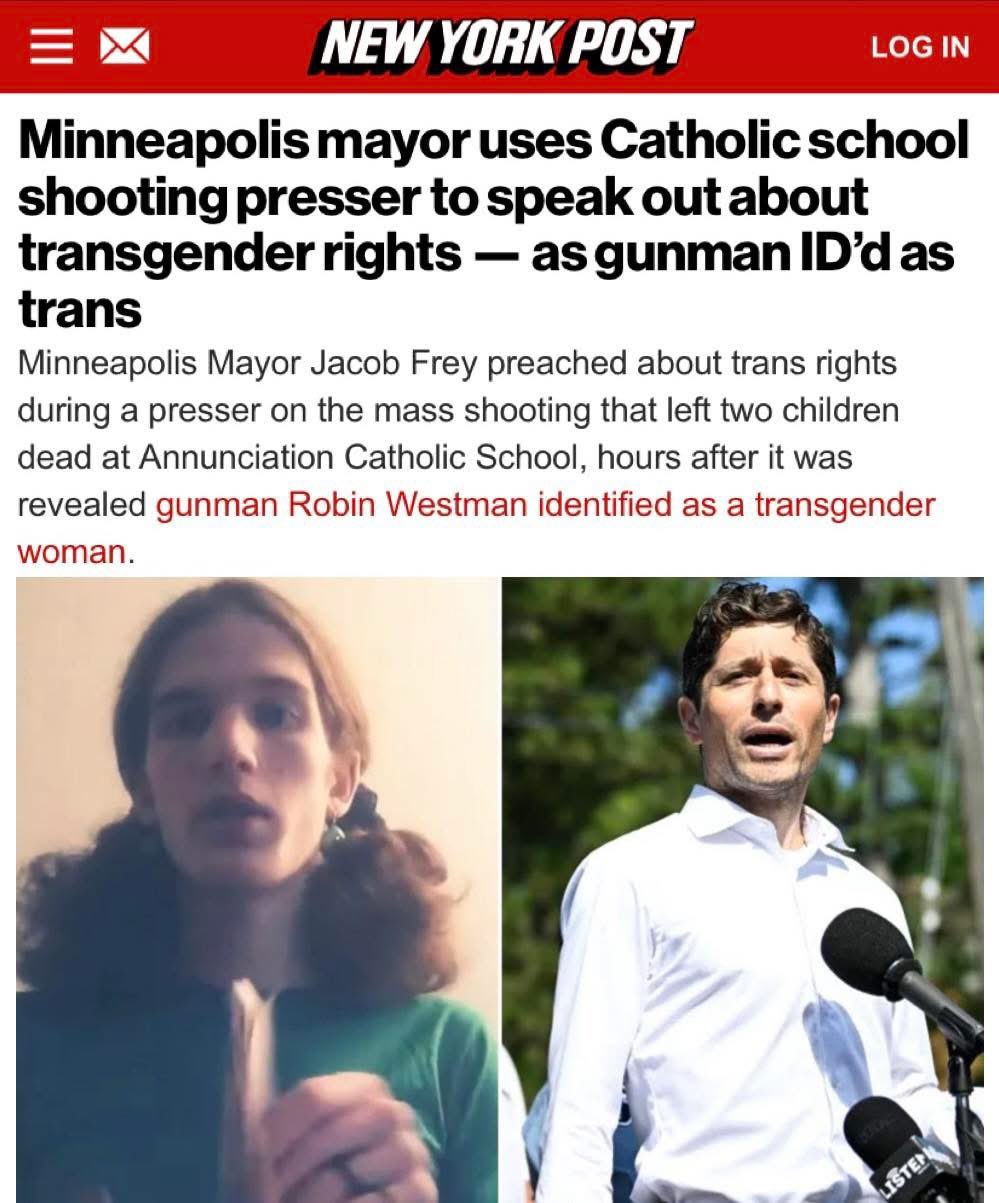 NEW YORK POST
LOG IN
Minneapolis mayor uses Catholic school
shooting presser to speak out about
transgender rights — as gunman ID’d as
trans
Minneapolis Mayor Jacob Frey preached about trans rights
during a presser on the mass shooting that left two children
dead at Annunciation Catholic School, hours after it was
revealed gunman Robin Westman identified as a transgender
woman.
LISTEN